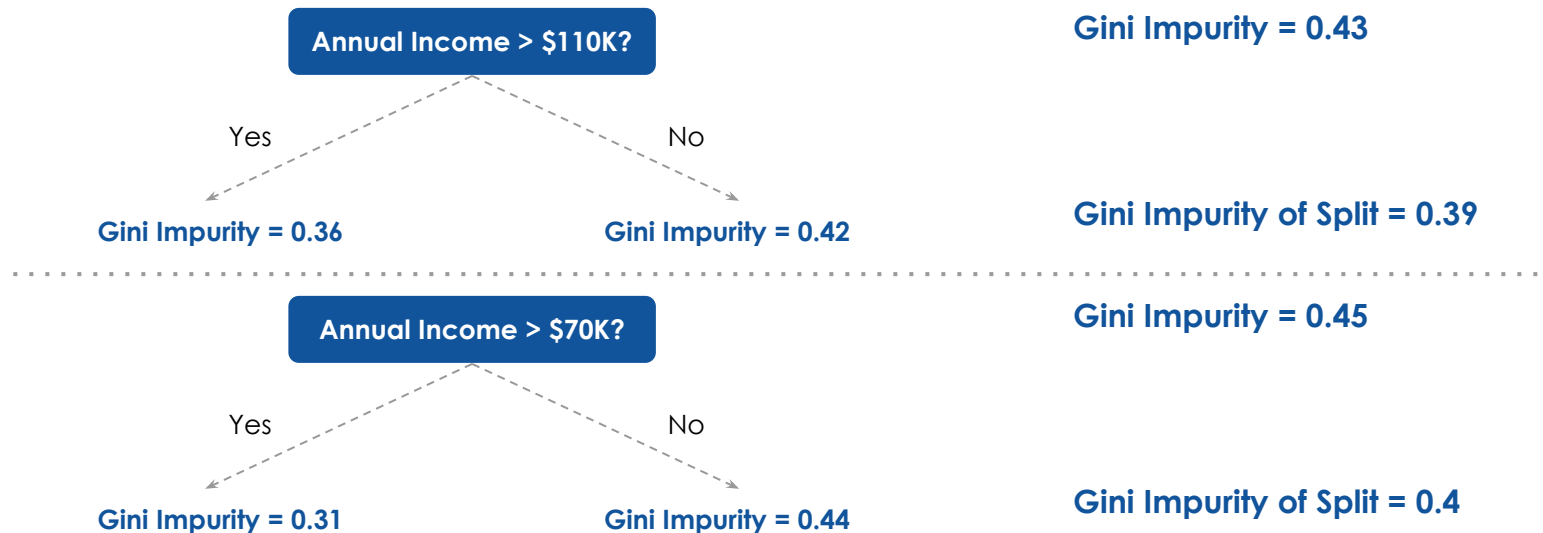 Annual Income > $110K?
Gini Impurity = 0.43
Yes
No
Gini Impurity = 0.36
Gini Impurity = 0.42
Gini Impurity of Split = 0.39
Annual Income > $70K?
Gini Impurity = 0.45
Yes
No
Gini Impurity = 0.31
Gini Impurity = 0.44
Gini Impurity of Split = 0.4